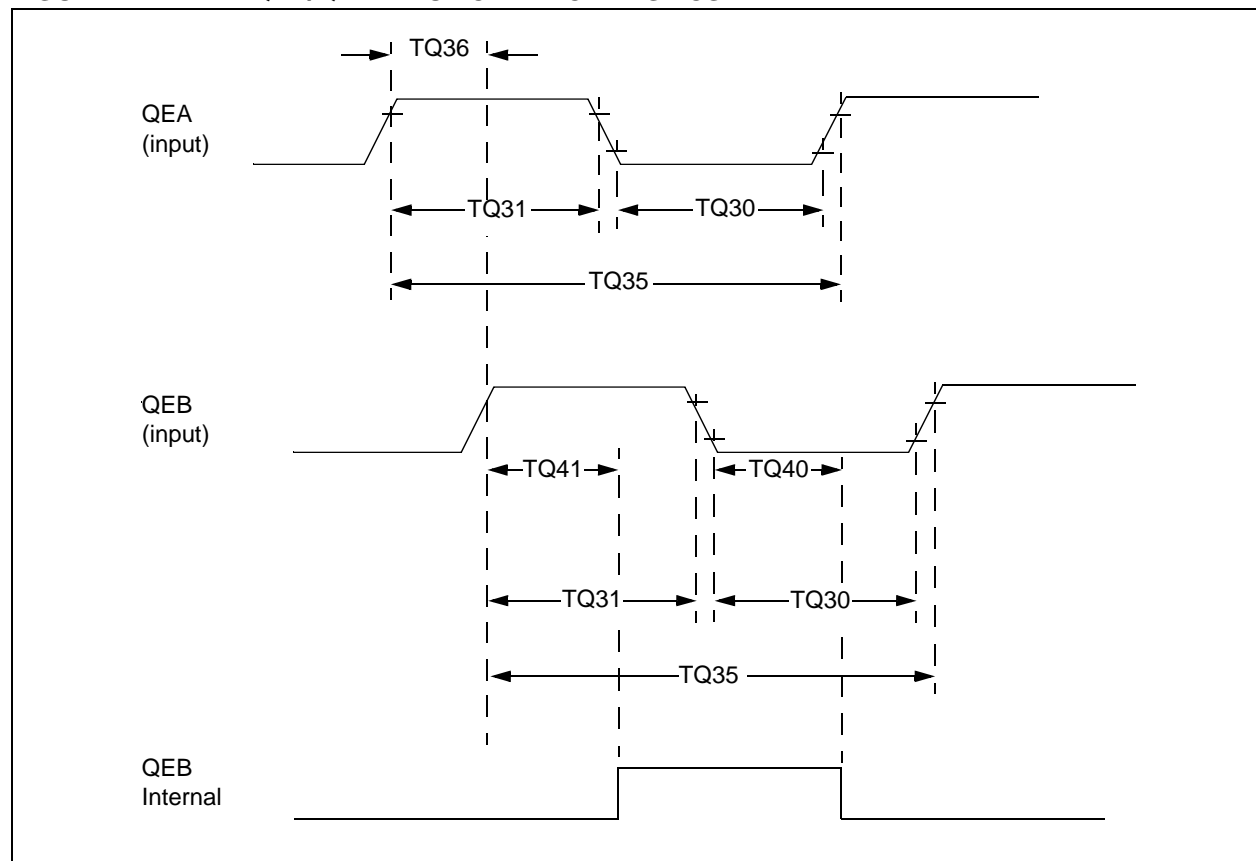 TQ36
QEA
(input)
TQ31
TQ30
TQ35
QEB
(input)
TQ41
TQ40
TQ31
TQ30
TQ35
QEB
Internal